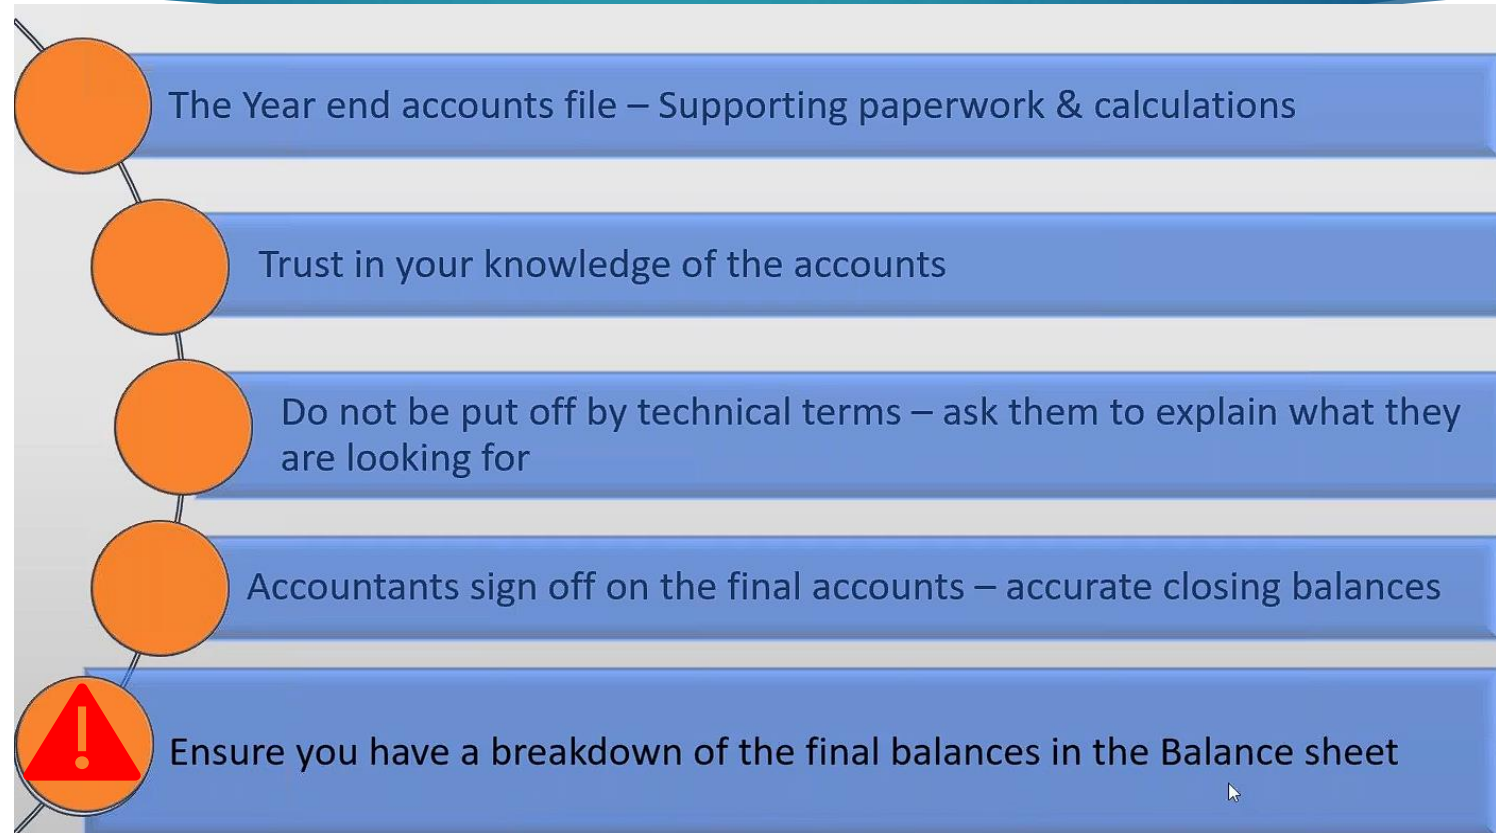 The Year end accounts file – Supporting paperwork & calculations
Trust in your knowledge of the accounts
Do not be put off by technical terms – ask them to explain what they
are looking for
Accountants sign off on the final accounts – accurate closing balances
Ensure you have a breakdown of the final balances in the Balance sheet